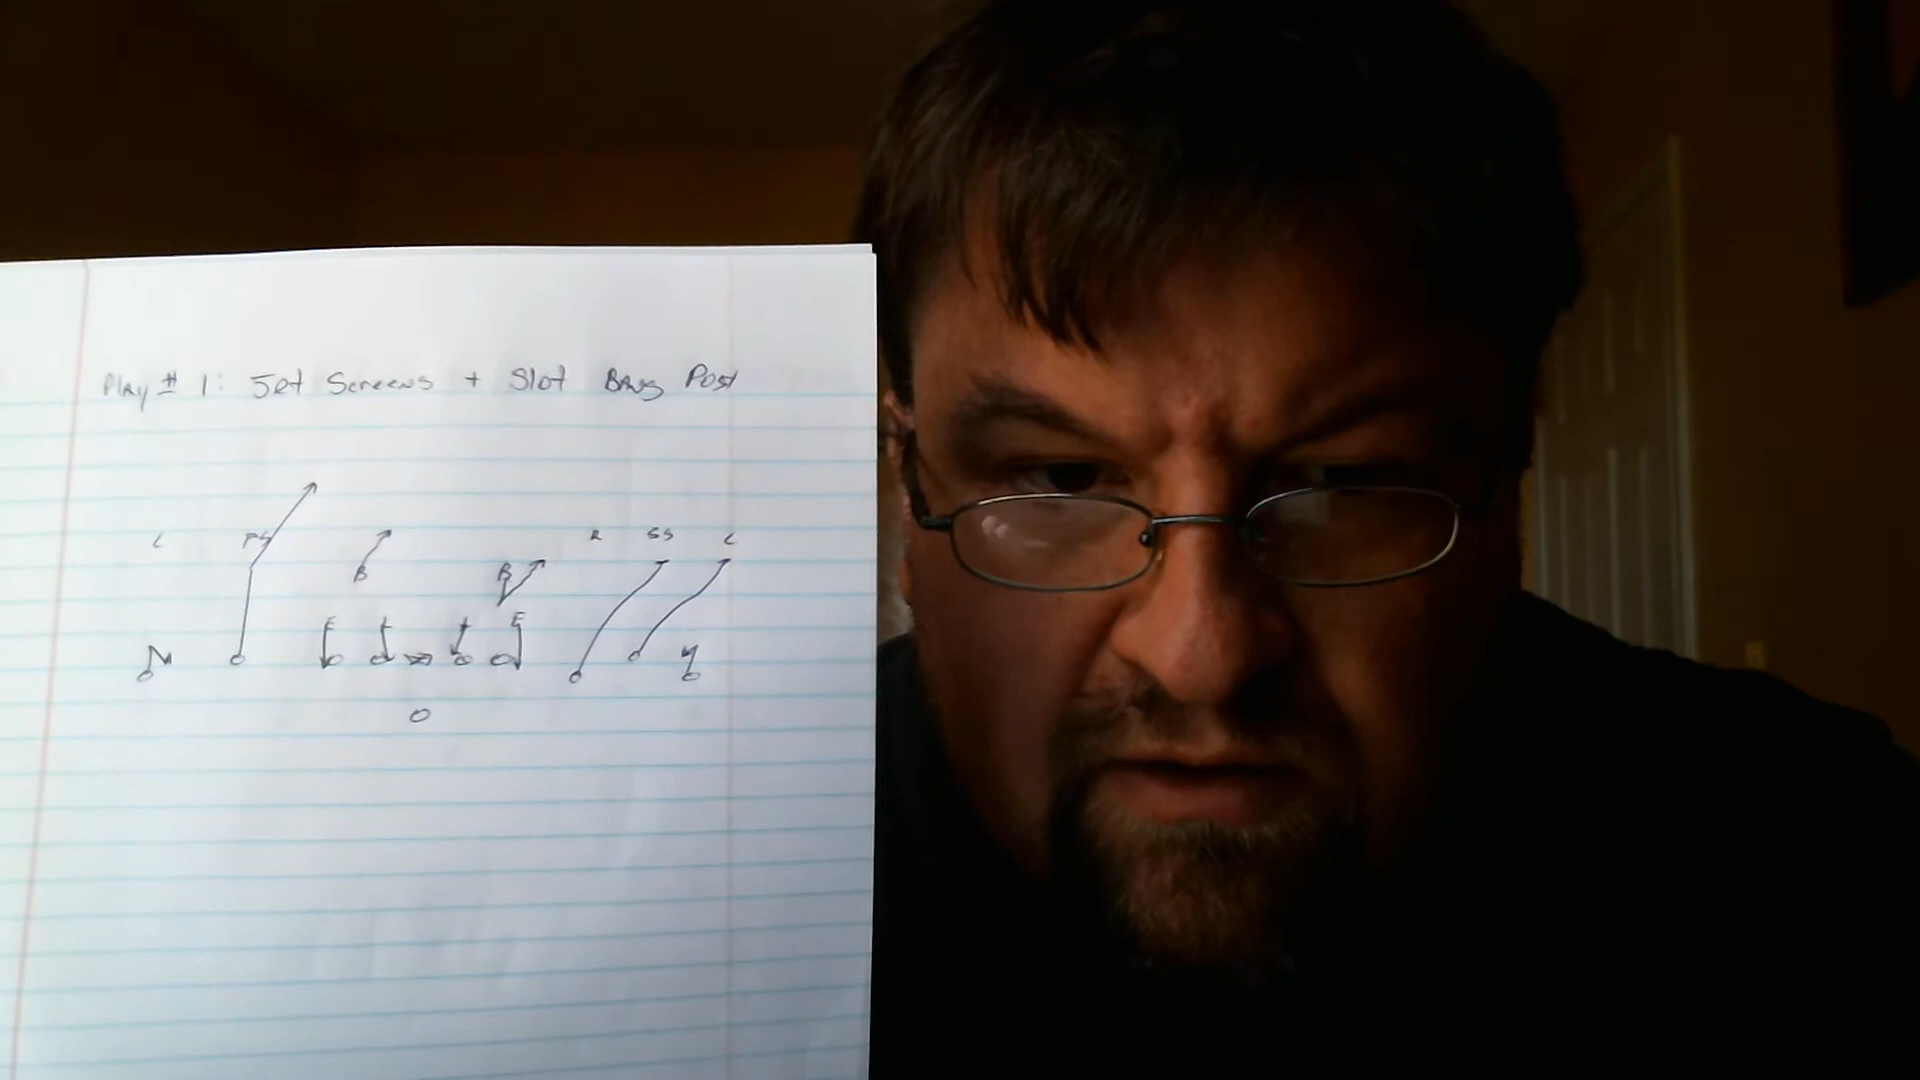 Play # 1: Jet Screens + Slot Bang Post
C FS B B R SS C
E T T E